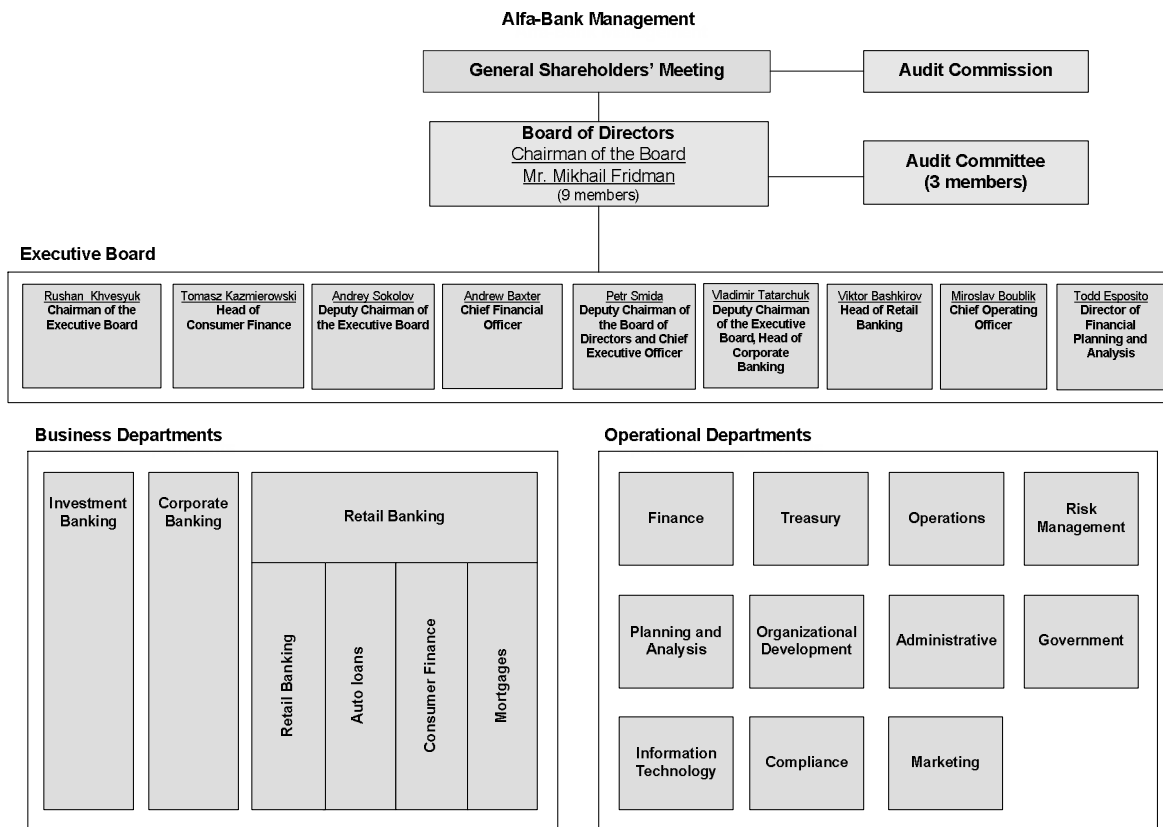 Alfa-Bank Management
General Shareholders' Meeting
Audit Commission
Board of Directors
Chairman of the Board
Mr. Mikhail Fridman
(9 members)
Audit Committee
(3 members)
Executive Board
Rushan Khvesyuk
Chairman of the
Executive Board
Tomasz Kazmierowski
Head of
Consumer Finance
Andrey Sokolov
Deputy Chairman of
the Executive Board
Andrew Baxter
Chief Financial
Officer
Petr Smida
Deputy Chairman of
the Board of
Directors and Chief
Executive Officer
Vladimir Tatarchuk
Deputy Chairman
of the Executive
Board, Head of
Corporate
Banking
Viktor Bashkirov
Head of Retail
Banking
Miroslav Boublik
Chief Operating
Officer
Todd Esposito
Director of
Financial
Planning and
Analysis
Business Departments
Investment
Banking
Corporate
Banking
Retail Banking
Retail Banking
Auto loans
Consumer Finance
Mortgages
Operational Departments
Finance
Treasury
Operations
Risk
Management
Planning and
Analysis
Organizational
Development
Administrative
Government
Information
Technology
Compliance
Marketing